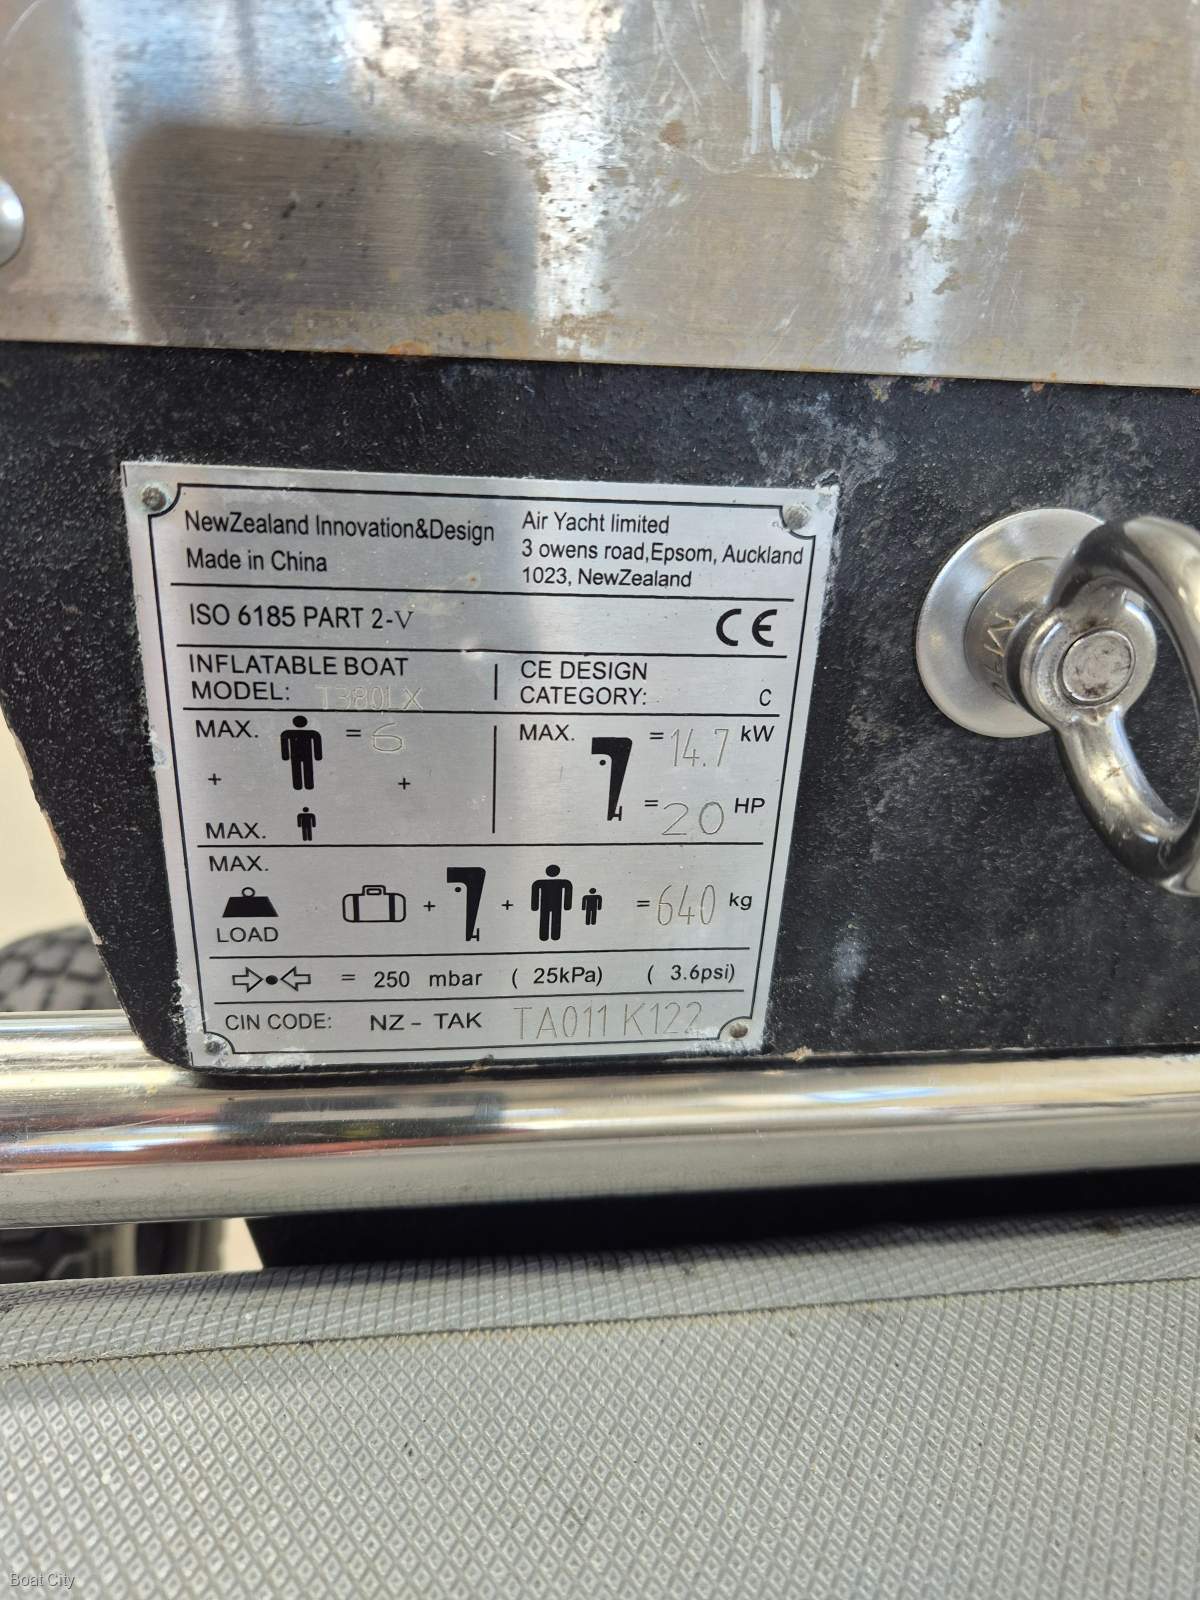 NewZealand Innovation&Design
Made in China
Air Yacht limited
3 owens road,Epsom, Auckland
1023, NewZealand
ISO 6185 PART 2-V
CE
INFLATABLE BOAT
MODEL: T380LX
CE DESIGN
CATEGORY: C
MAX. = 6
+ +
MAX.
MAX. = 14.7 kW
= 20 HP
MAX.
LOAD + + = 640 kg
= 250 mbar ( 25kPa) ( 3.6psi)
CIN CODE: NZ - TAK TA011 K122
Boat City